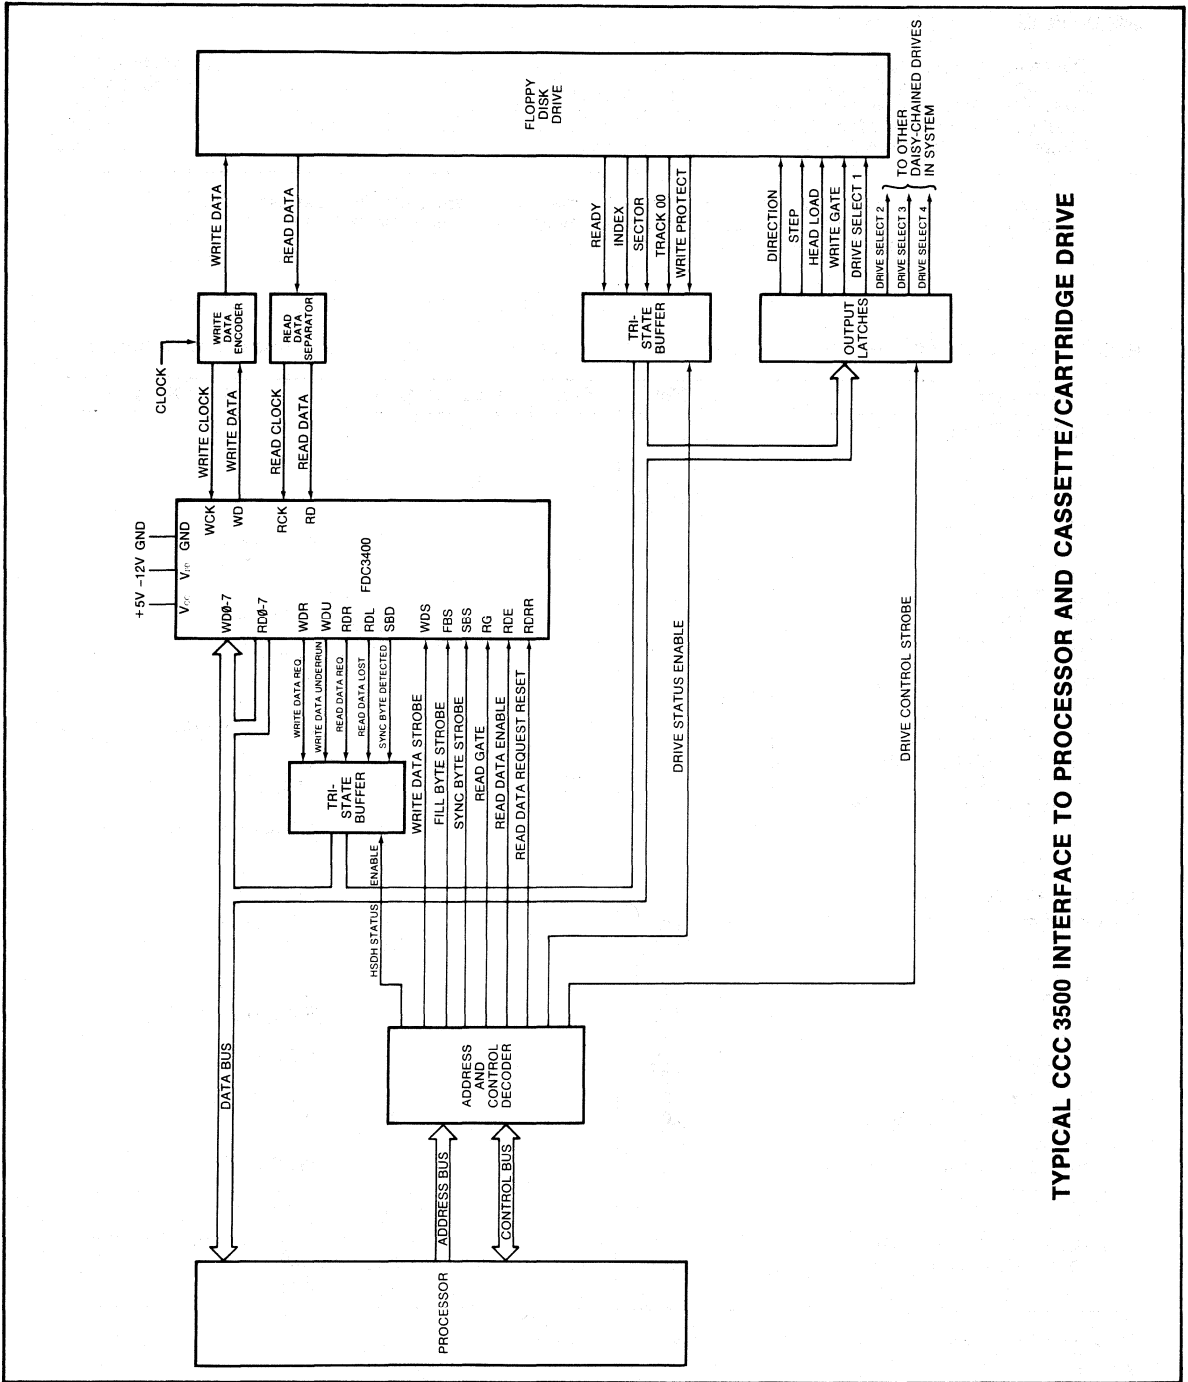 PROCESSOR
DATA BUS
ADDRESS BUS
CONTROL BUS
ADDRESS
AND
CONTROL
DECODER
HSDH STATUS ENABLE
WRITE DATA STROBE
FILL BYTE STROBE
SYNC BYTE STROBE
READ GATE
READ DATA ENABLE
READ DATA REQUEST RESET
DRIVE STATUS ENABLE
DRIVE CONTROL STROBE
TRI-
STATE
BUFFER
WRITE DATA REQ
WRITE DATA UNDERRUN
READ DATA REQ
READ DATA LOST
SYNC BYTE DETECTED
+5V -12V GND
VCC VDD GND
WD0-7
RD0-7
WDR
WDU
RDR
RDL
SBD
WDS
FBS
SBS
RG
RDE
RDRR
FDC3400
WCK
WD
RCK
RD
WRITE CLOCK
WRITE DATA
READ CLOCK
READ DATA
CLOCK
WRITE
DATA
ENCODER
READ
DATA
SEPARATOR
WRITE DATA
READ DATA
TRI-
STATE
BUFFER
READY
INDEX
SECTOR
TRACK 00
WRITE PROTECT
OUTPUT
LATCHES
DIRECTION
STEP
HEAD LOAD
WRITE GATE
DRIVE SELECT 1
DRIVE SELECT 2
DRIVE SELECT 3
DRIVE SELECT 4
TO OTHER
DAISY-CHAINED DRIVES
IN SYSTEM
FLOPPY
DISK
DRIVE
TYPICAL CCC 3500 INTERFACE TO PROCESSOR AND CASSETTE/CARTRIDGE DRIVE